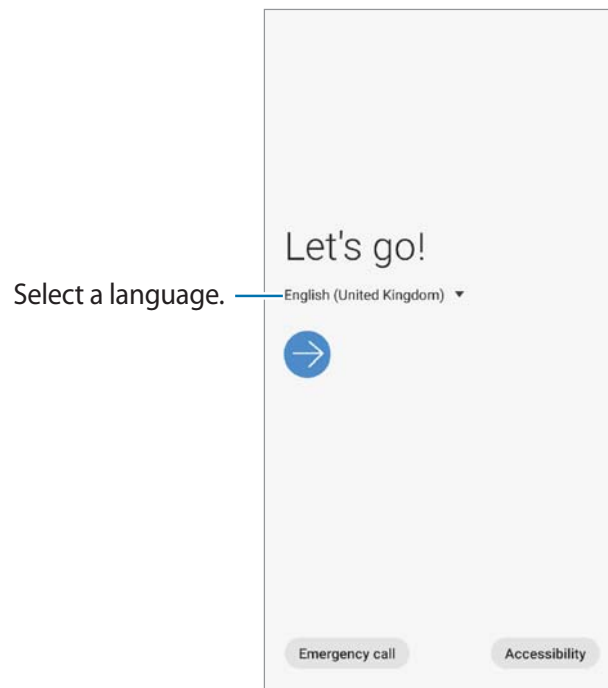 Let's go!
Select a language.
English (United Kingdom)
Emergency call
Accessibility